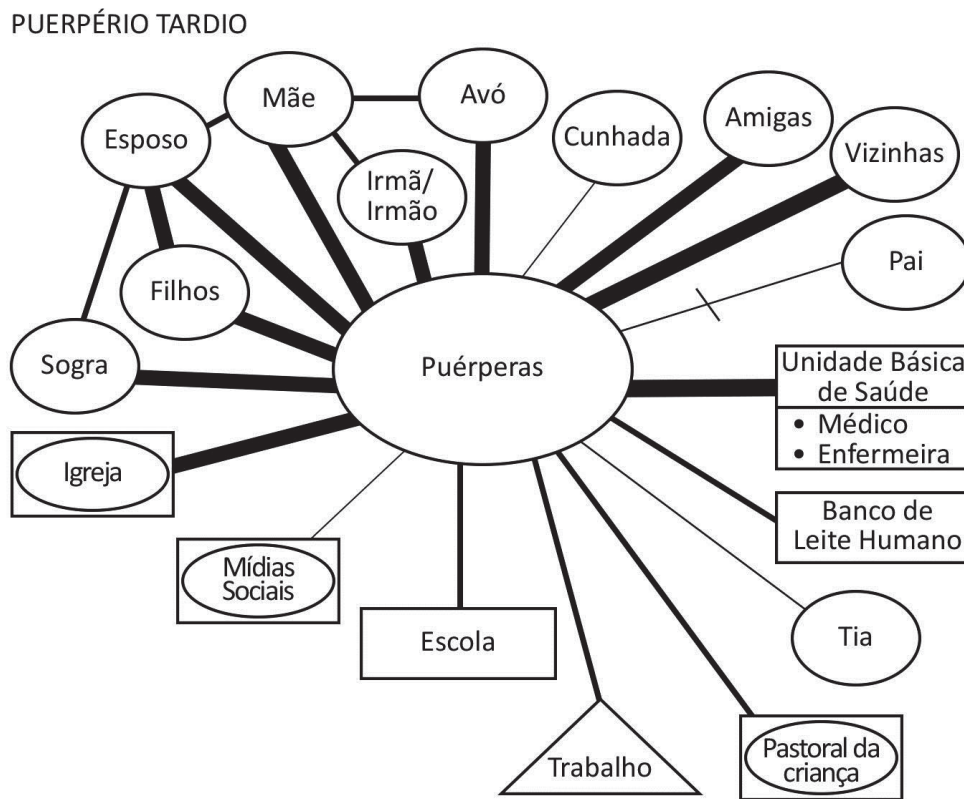 PUERPÉRIO TARDIO
Esposo
Mãe
Avó
Cunhada
Amigas
Vizinhas
Irmã/
Irmão
Pai
Filhos
Sogra
Puérperas
Unidade Básica
de Saúde
• Médico
• Enfermeira
Igreja
Banco de
Leite Humano
Mídias
Sociais
Escola
Tia
Trabalho
Pastoral da
criança